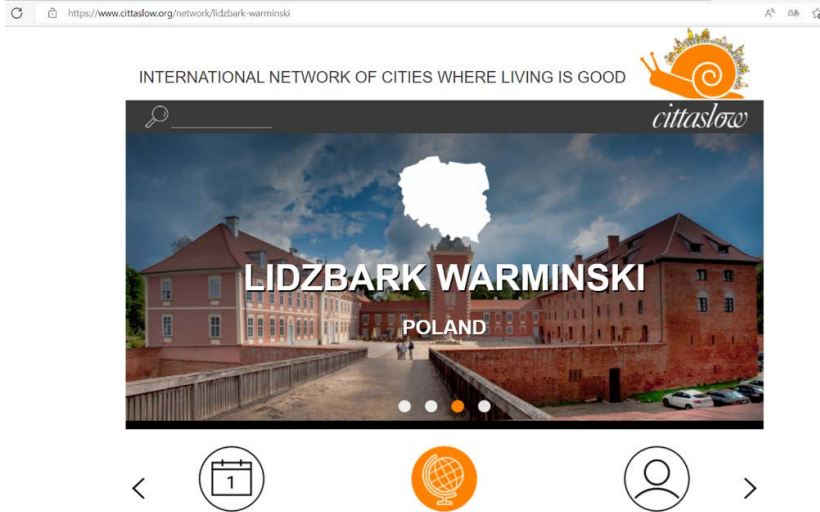 https://www.cittaslow.org/network/lidzbark-warminski
INTERNATIONAL NETWORK OF CITIES WHERE LIVING IS GOOD
cittaslow
LIDZBARK WARMINSKI
POLAND
1